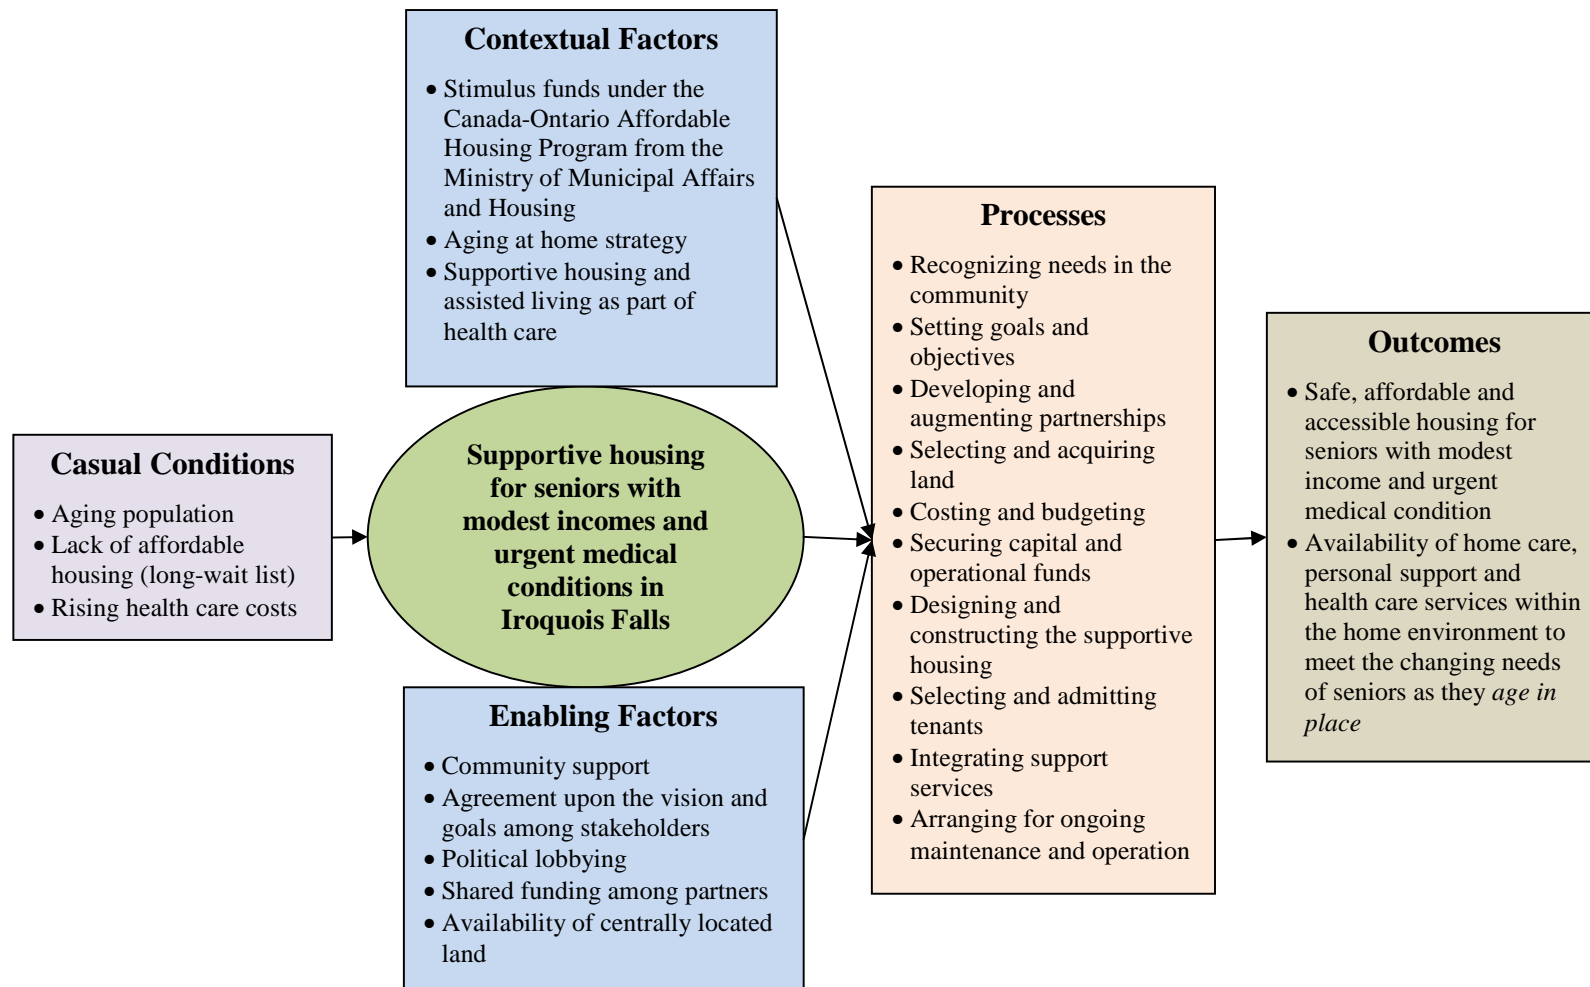 Contextual Factors
• Stimulus funds under the
Canada-Ontario Affordable
Housing Program from the
Ministry of Municipal Affairs
and Housing
• Aging at home strategy
• Supportive housing and
assisted living as part of
health care
Casual Conditions
• Aging population
• Lack of affordable
housing (long-wait list)
• Rising health care costs
Supportive housing
for seniors with
modest incomes and
urgent medical
conditions in
Iroquois Falls
Enabling Factors
• Community support
• Agreement upon the vision and
goals among stakeholders
• Political lobbying
• Shared funding among partners
• Availability of centrally located
land
Processes
• Recognizing needs in the
community
• Setting goals and
objectives
• Developing and
augmenting partnerships
• Selecting and acquiring
land
• Costing and budgeting
• Securing capital and
operational funds
• Designing and
constructing the supportive
housing
• Selecting and admitting
tenants
• Integrating support
services
• Arranging for ongoing
maintenance and operation
Outcomes
• Safe, affordable and
accessible housing for
seniors with modest
income and urgent
medical condition
• Availability of home care,
personal support and
health care services within
the home environment to
meet the changing needs
of seniors as they age in
place